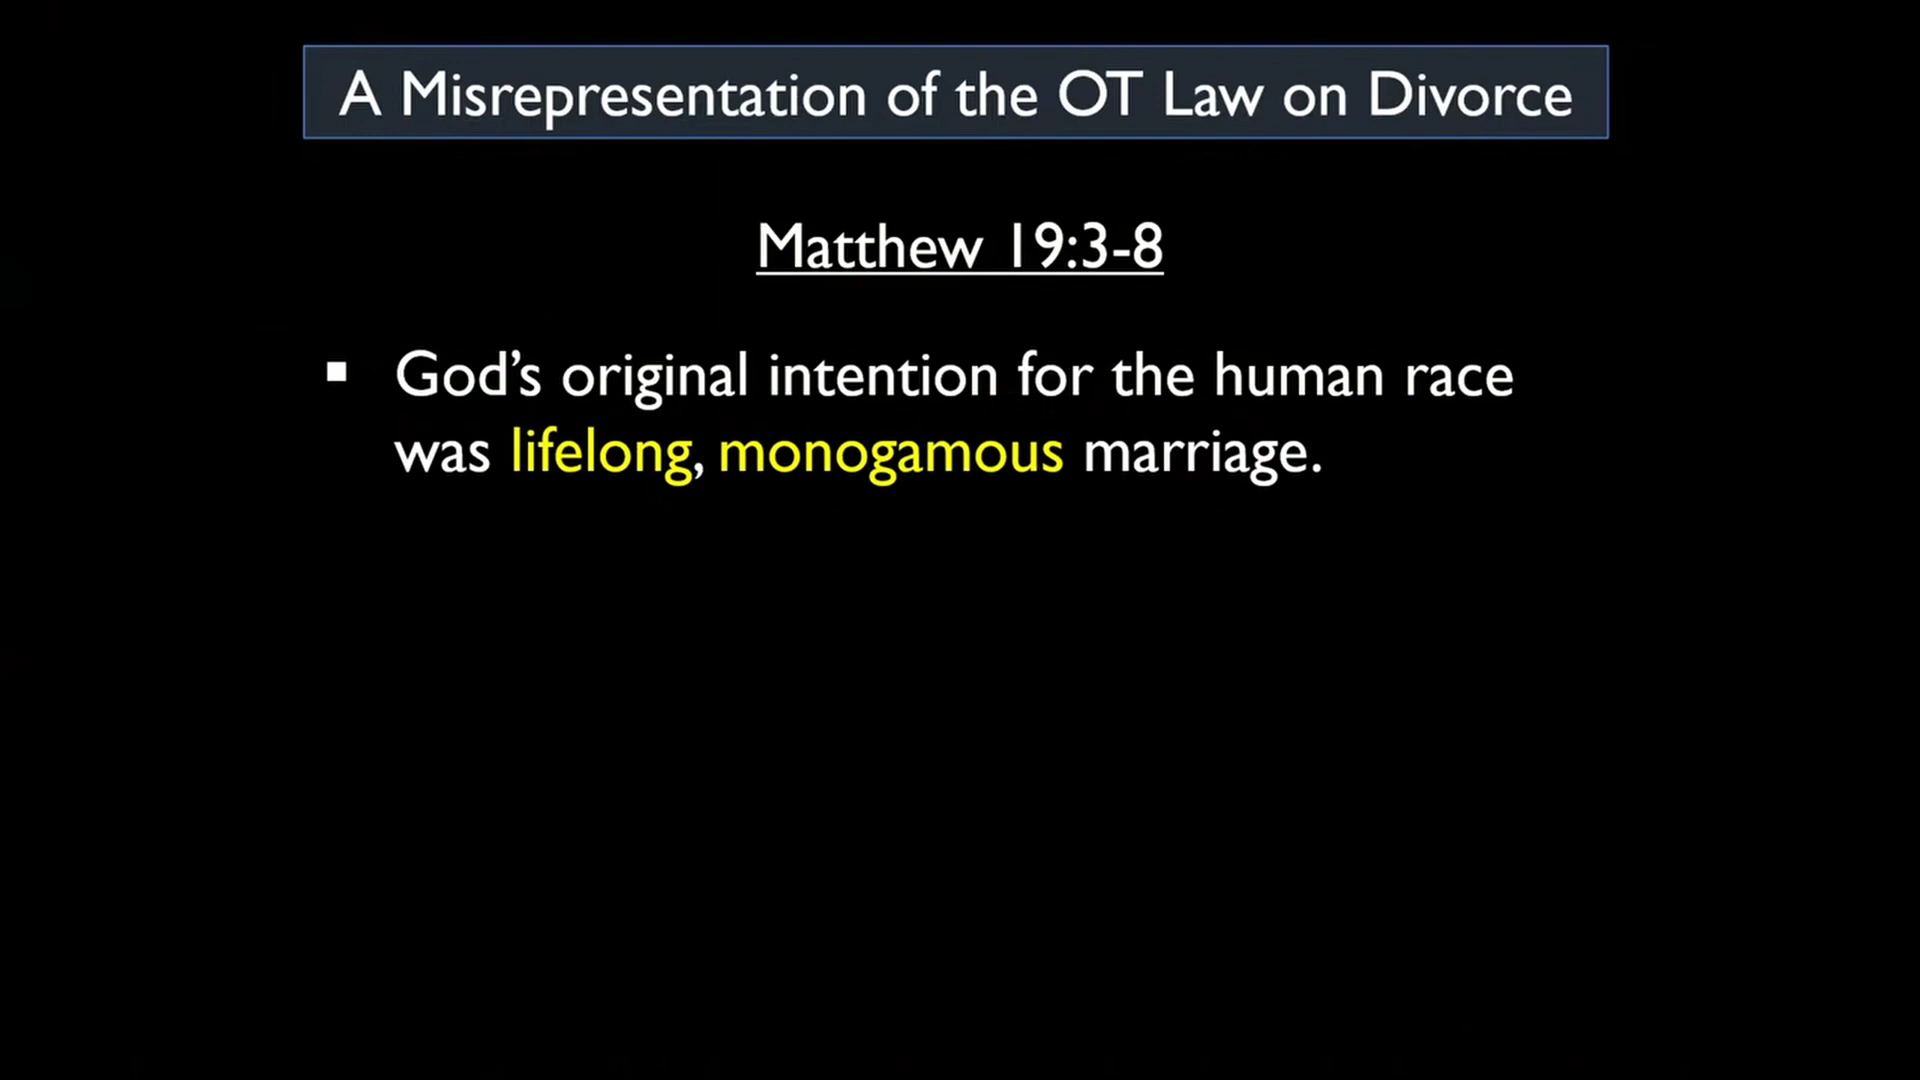 A Misrepresentation of the OT Law on Divorce
Matthew 19:3-8
▪ God’s original intention for the human race
was lifelong, monogamous marriage.